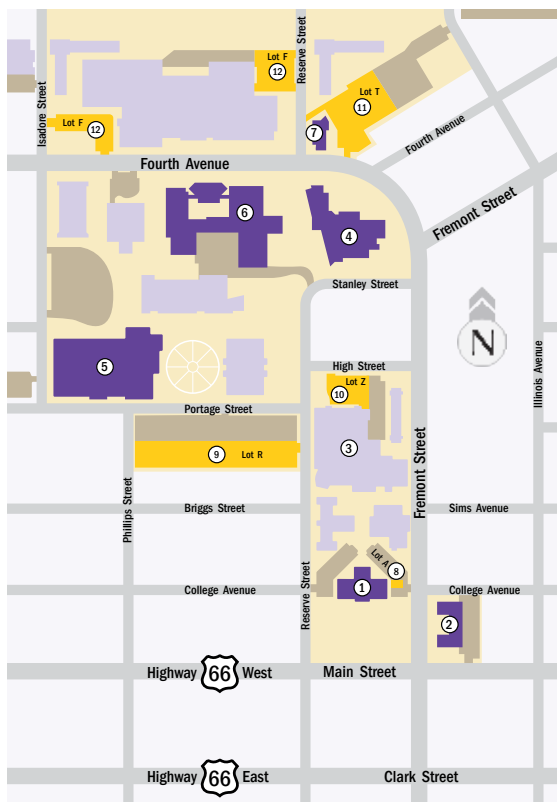 Reserve Street
Isadore Street
Lot F
12
Lot T
11
Lot F
12
7
Fourth Avenue
Fourth Avenue
Fremont Street
6
4
Stanley Street
N
5
High Street
Illinois Avenue
Lot Z
10
Portage Street
3
9
Lot R
Fremont Street
Phillips Street
Briggs Street
Sims Avenue
Lot A
8
Reserve Street
College Avenue
1
College Avenue
2
Highway 66 West
Main Street
Highway 66 East
Clark Street